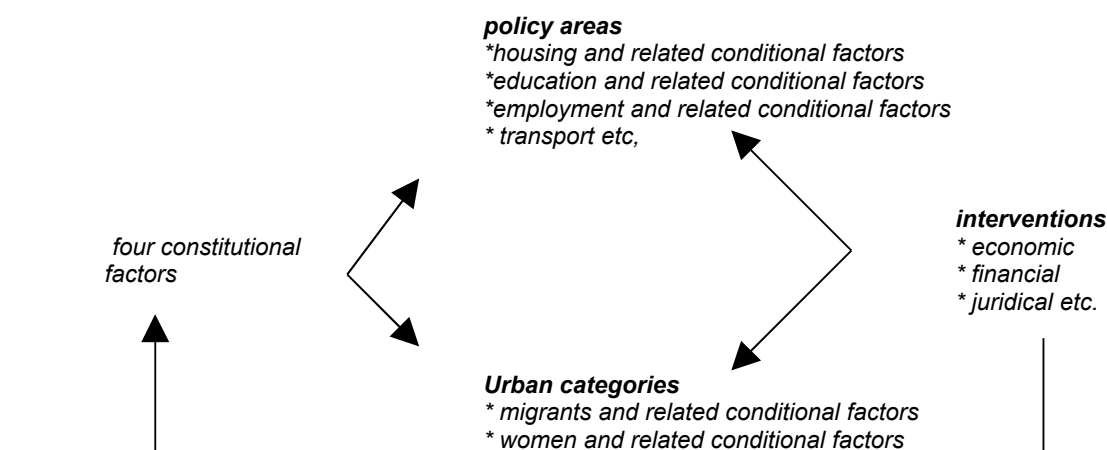 policy areas
*housing and related conditional factors
*education and related conditional factors
*employment and related conditional factors
* transport etc,
four constitutional
factors
interventions
* economic
* financial
* juridical etc.
Urban categories
* migrants and related conditional factors
* women and related conditional factors